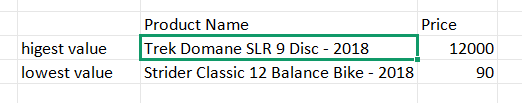 Product Name Price
higest value Trek Domane SLR 9 Disc - 2018 12000
lowest value Strider Classic 12 Balance Bike - 2018 90